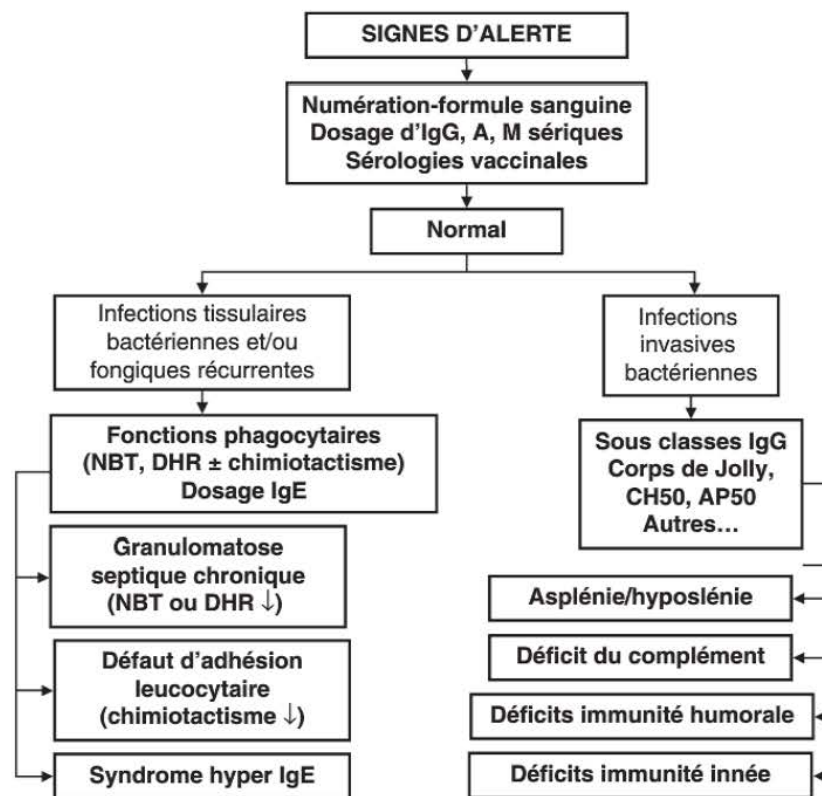 SIGNES D'ALERTE
Numération-formule sanguine
Dosage d'IgG, A, M sériques
Sérologies vaccinales
Normal
Infections tissulaires
bactériennes et/ou
fongiques récurrentes
Fonctions phagocytaires
(NBT, DHR ± chimiotactisme)
Dosage IgE
Granulomatose
septique chronique
(NBT ou DHR ↓)
Défaut d'adhésion
leucocytaire
(chimiotactisme ↓)
Syndrome hyper IgE
Infections
invasives
bactériennes
Sous classes IgG
Corps de Jolly,
CH50, AP50
Autres…
Asplénie/hyposlénie
Déficit du complément
Déficits immunité humorale
Déficits immunité innée